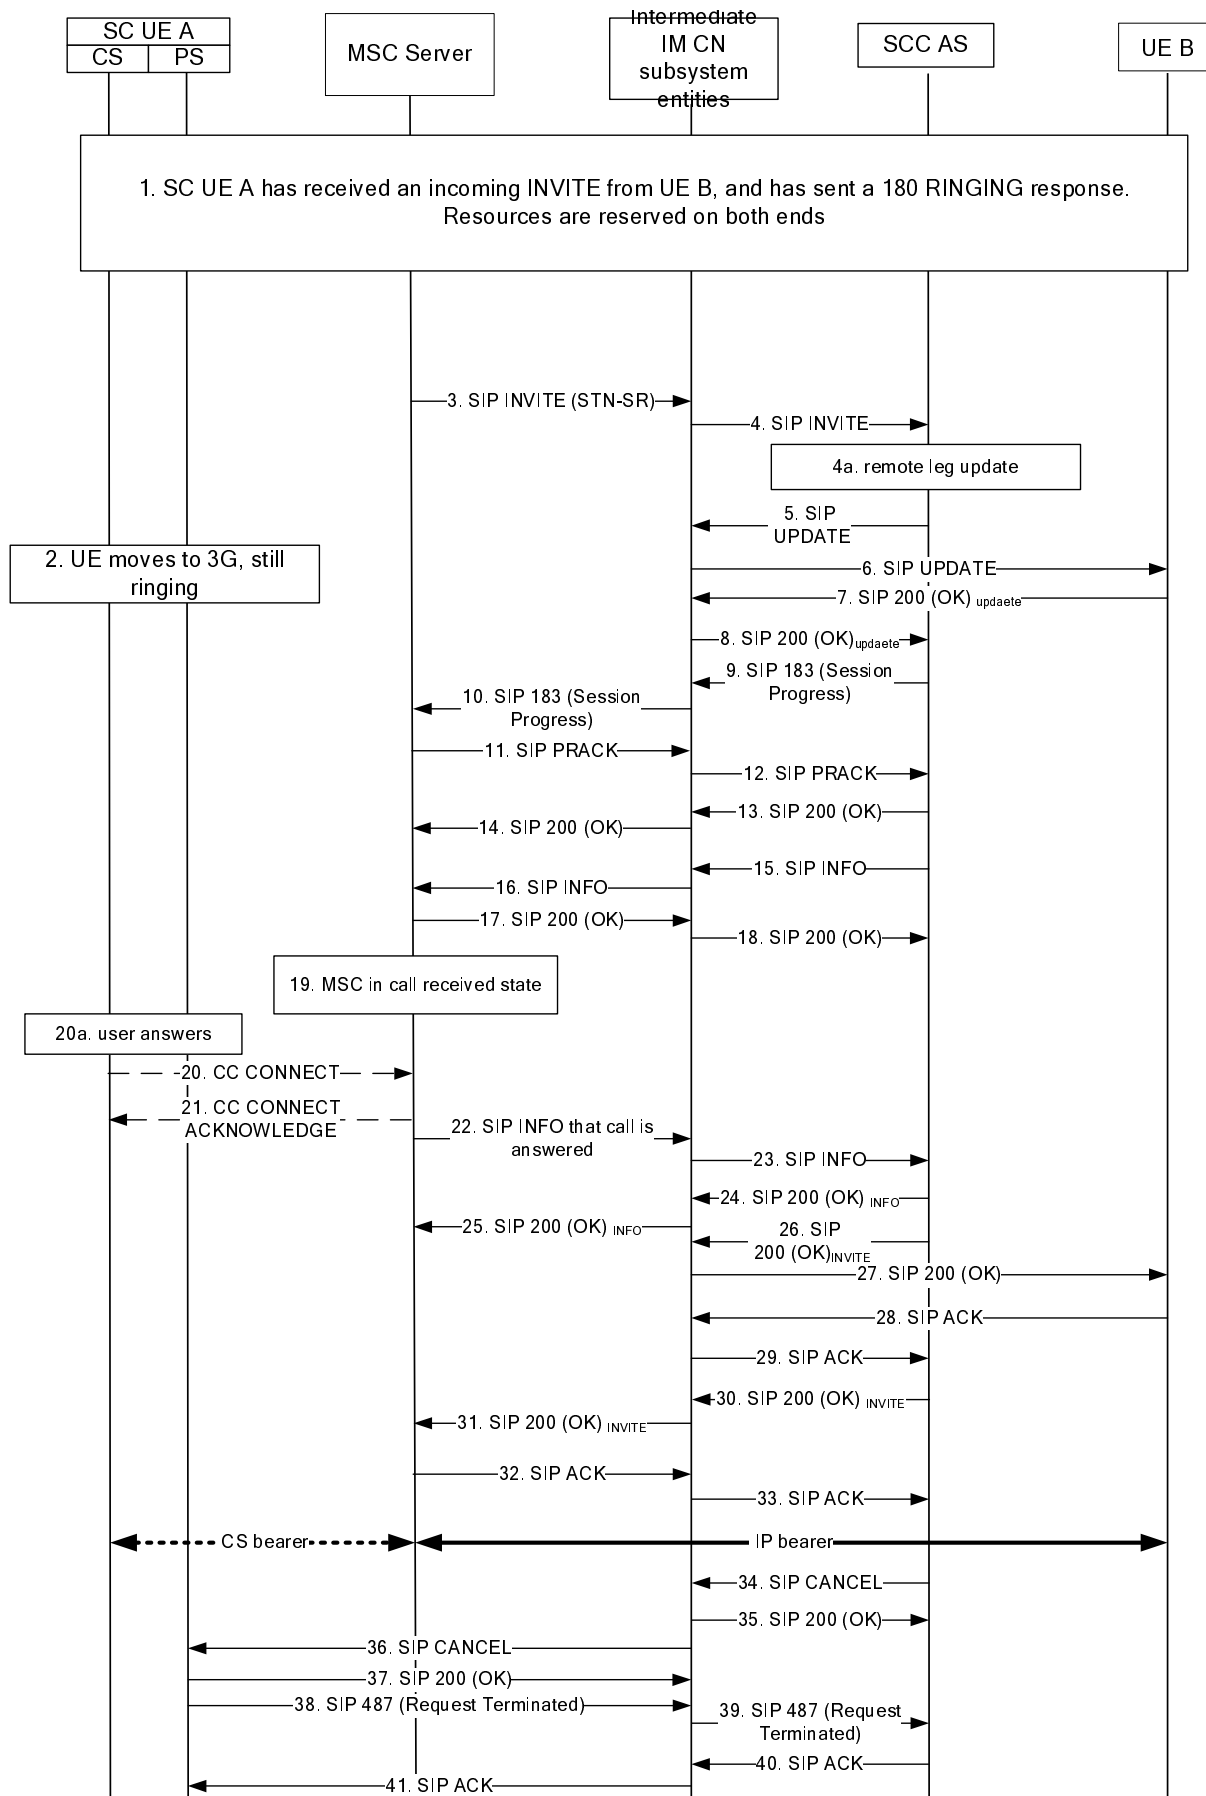 SC UE A
CS PS
MSC Server
Intermediate
IM CN
subsystem
entities
SCC AS
UE B
1. SC UE A has received an incoming INVITE from UE B, and has sent a 180 RINGING response.
Resources are reserved on both ends
3. SIP INVITE (STN-SR)
4. SIP INVITE
4a. remote leg update
5. SIP
UPDATE
2. UE moves to 3G, still
ringing
6. SIP UPDATE
7. SIP 200 (OK) updaete
8. SIP 200 (OK)updaete
9. SIP 183 (Session
Progress)
10. SIP 183 (Session
Progress)
11. SIP PRACK
12. SIP PRACK
13. SIP 200 (OK)
14. SIP 200 (OK)
15. SIP INFO
16. SIP INFO
17. SIP 200 (OK)
18. SIP 200 (OK)
19. MSC in call received state
20a. user answers
20. CC CONNECT
21. CC CONNECT
ACKNOWLEDGE
22. SIP INFO that call is
answered
23. SIP INFO
24. SIP 200 (OK) INFO
25. SIP 200 (OK) INFO
26. SIP
200 (OK)INVITE
27. SIP 200 (OK)
28. SIP ACK
29. SIP ACK
30. SIP 200 (OK) INVITE
31. SIP 200 (OK) INVITE
32. SIP ACK
33. SIP ACK
CS bearer
IP bearer
34. SIP CANCEL
35. SIP 200 (OK)
36. SIP CANCEL
37. SIP 200 (OK)
38. SIP 487 (Request Terminated)
39. SIP 487 (Request
Terminated)
40. SIP ACK
41. SIP ACK